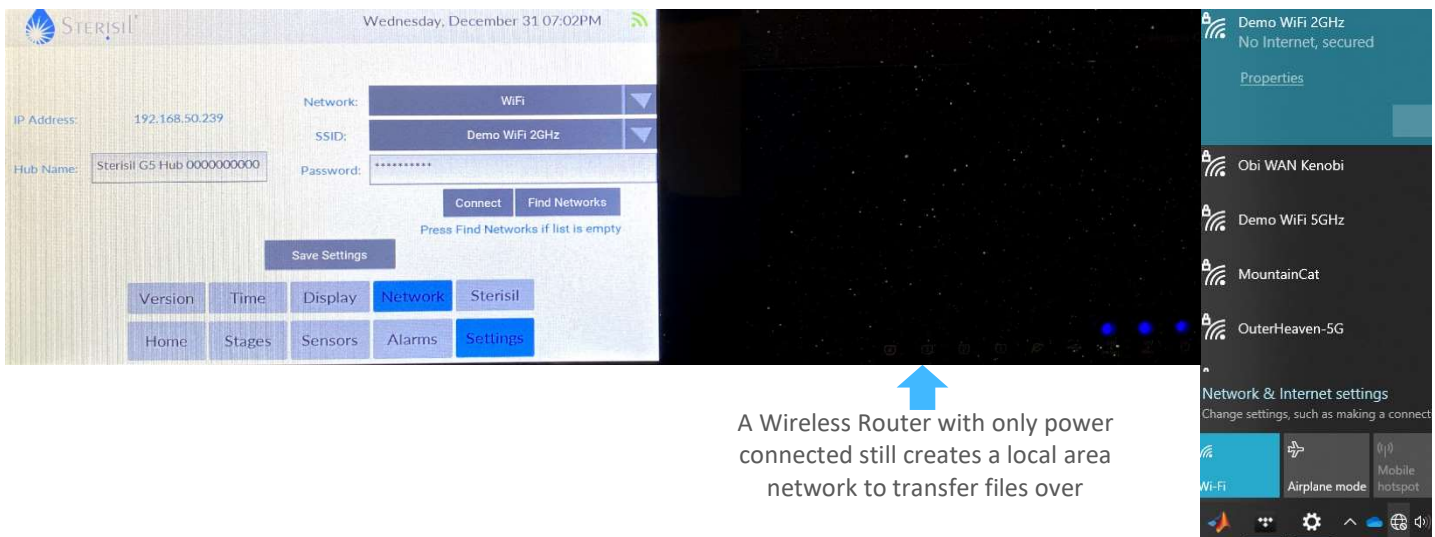 STERISIL®
Wednesday, December 31 07:02PM
Network:
WiFi
IP Address:
192.168.50.239
SSID:
Demo WiFi 2GHz
Hub Name:
Sterisil G5 Hub 0000000000
Password:
**********
Connect
Find Networks
Press Find Networks if list is empty
Save Settings
Version
Time
Display
Network
Sterisil
Home
Stages
Sensors
Alarms
Settings
A Wireless Router with only power
connected still creates a local area
network to transfer files over
Demo WiFi 2GHz
No Internet, secured
Properties
Obi WAN Kenobi
Demo WiFi 5GHz
MountainCat
OuterHeaven-5G
Network & Internet settings
Change settings, such as making a connect
Wi-Fi
Airplane mode
Mobile
hotspot